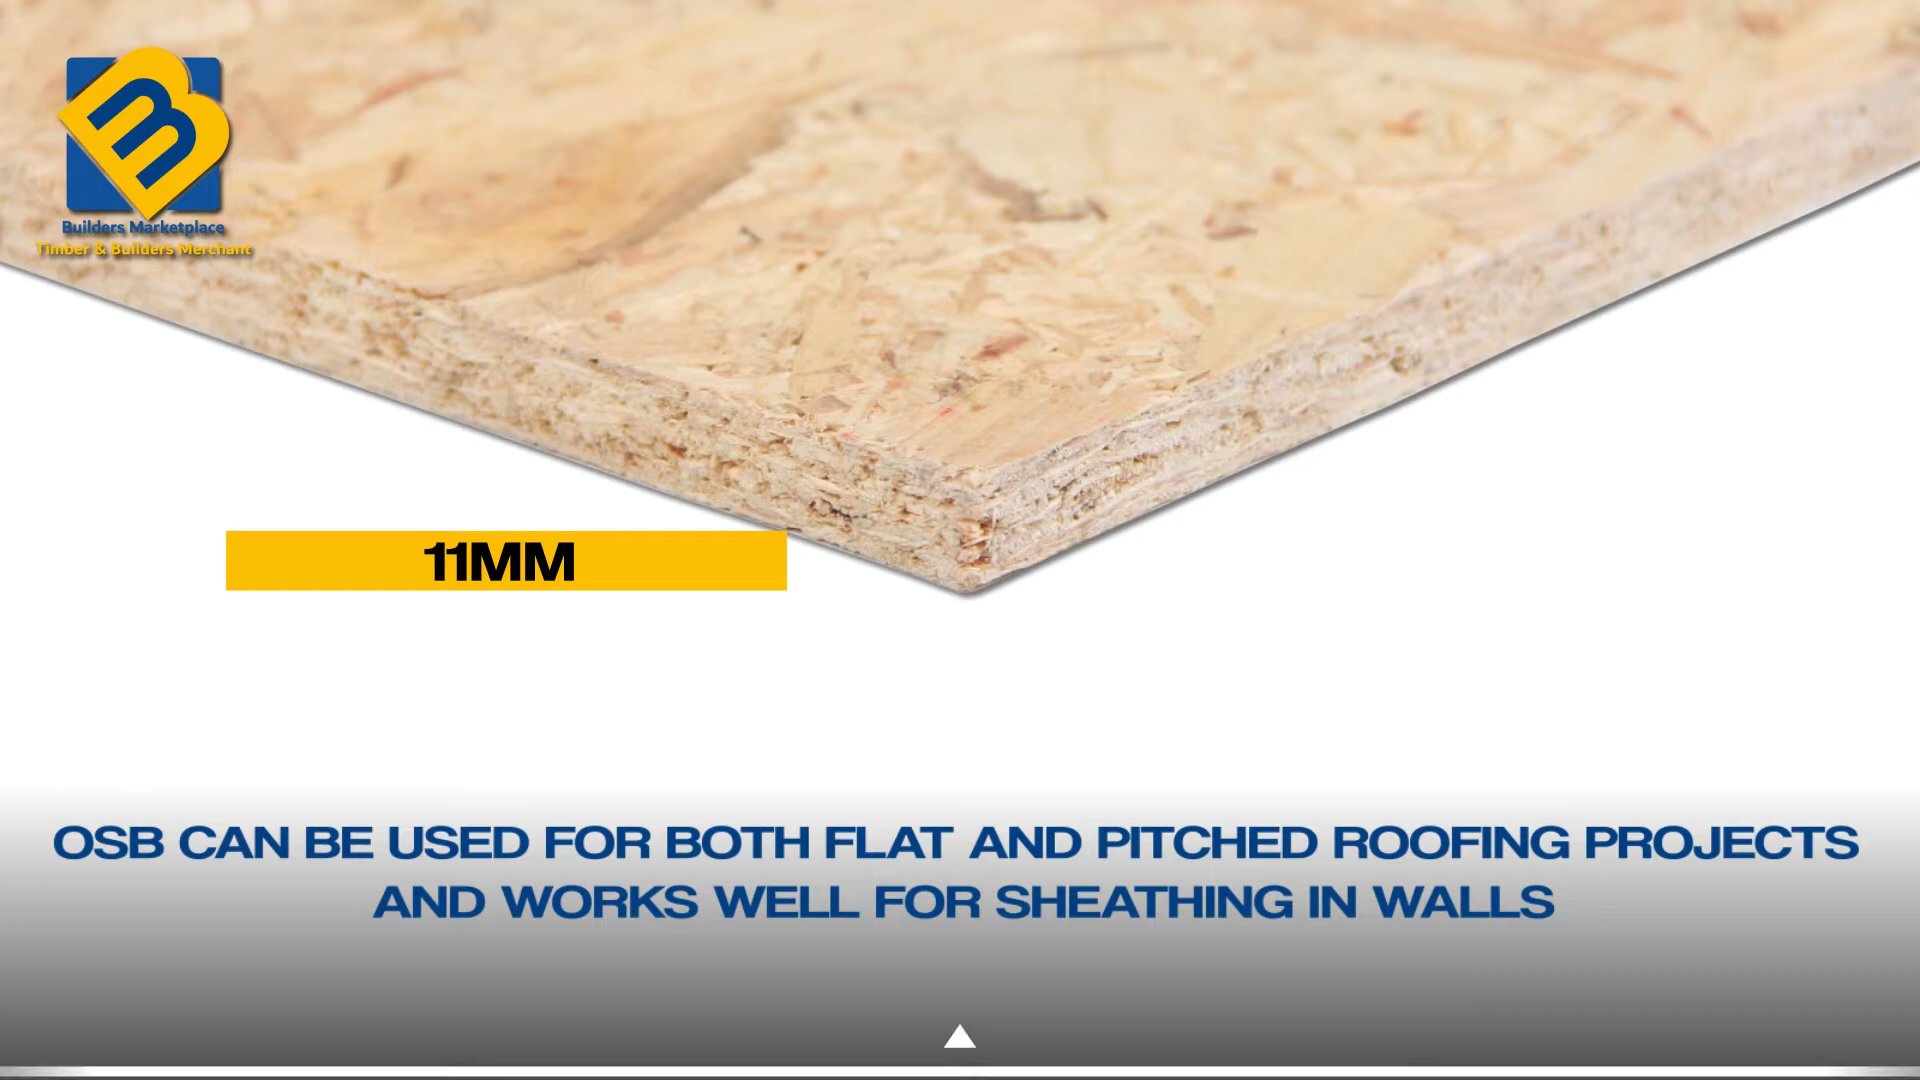 Builders Marketplace
Timber & Builders Merchant
11MM
OSB CAN BE USED FOR BOTH FLAT AND PITCHED ROOFING PROJECTS
AND WORKS WELL FOR SHEATHING IN WALLS